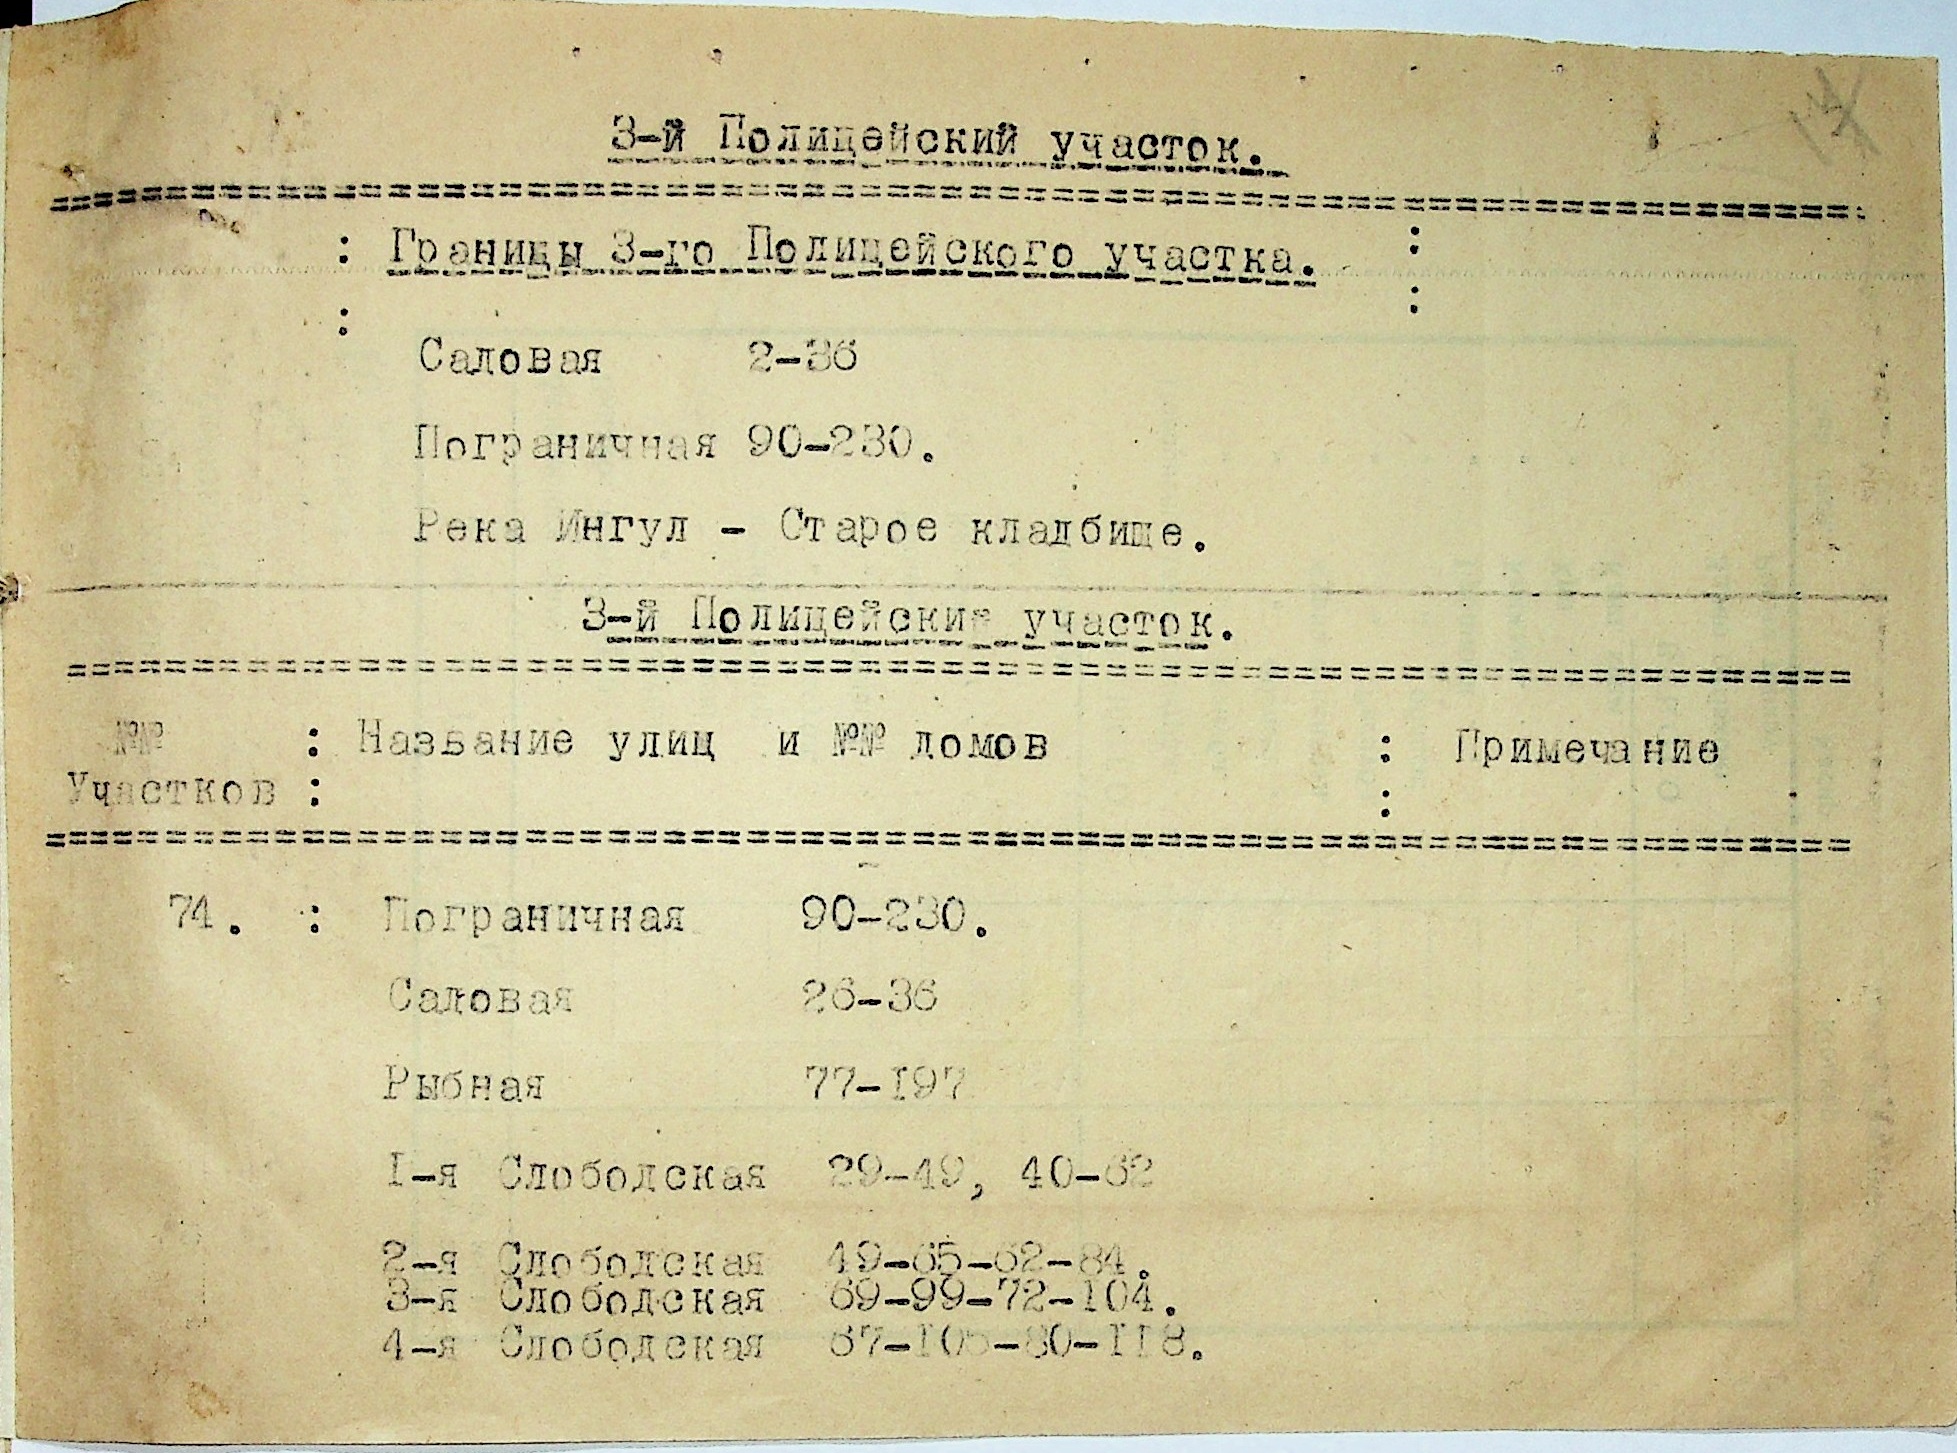 3-й Полицейский участок.
: Границы 3-го Полицейского участка. :
Садовая 2-36
Пограничная 90-230.
Река Ингул - Старое кладбище.
3-й Полицейский участок.
№№ : Название улиц и №№ домов : Примечание
Участков : :
74. : Пограничная 90-230.
Садовая 26-36
Рыбная 77-197
I-я Слободская 29-49, 40-62
2-я Слободская 49-65-62-84.
3-я Слободская 69-99-72-104.
4-я Слободская 67-105-80-118.